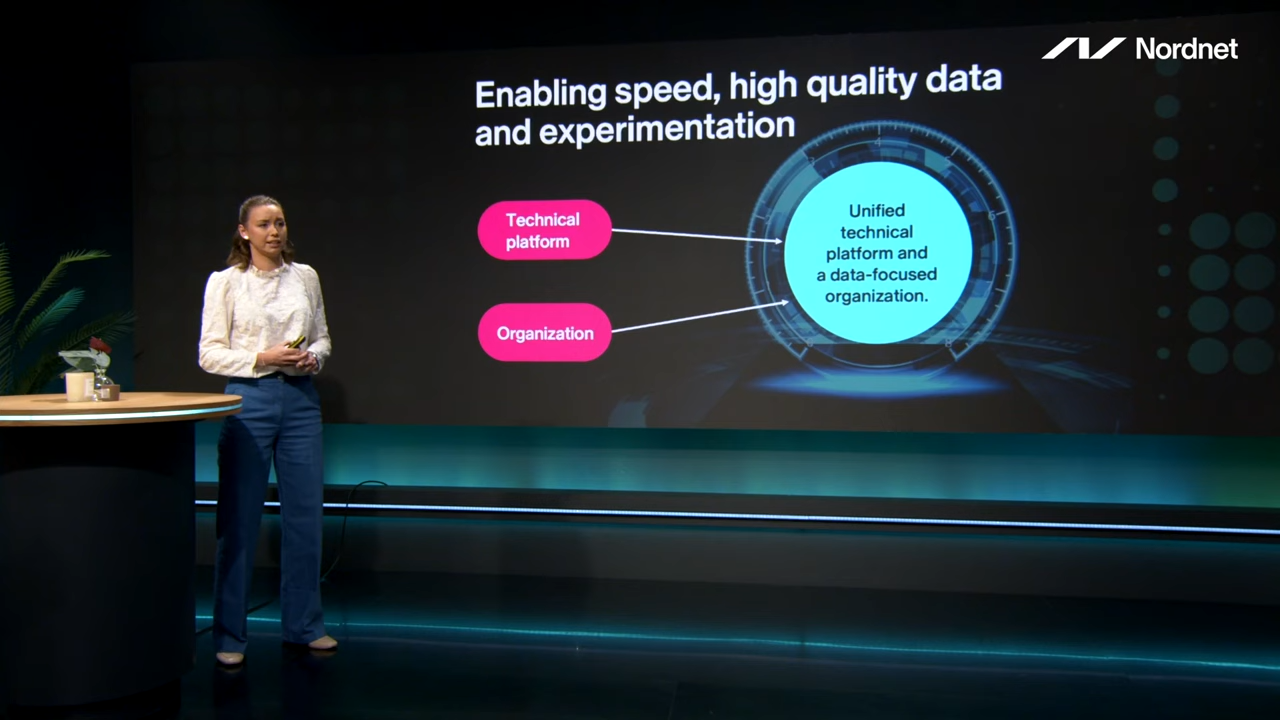 Nordnet
Enabling speed, high quality data
and experimentation
Technical
platform
Organization
Unified
technical
platform and
a data-focused
organization.